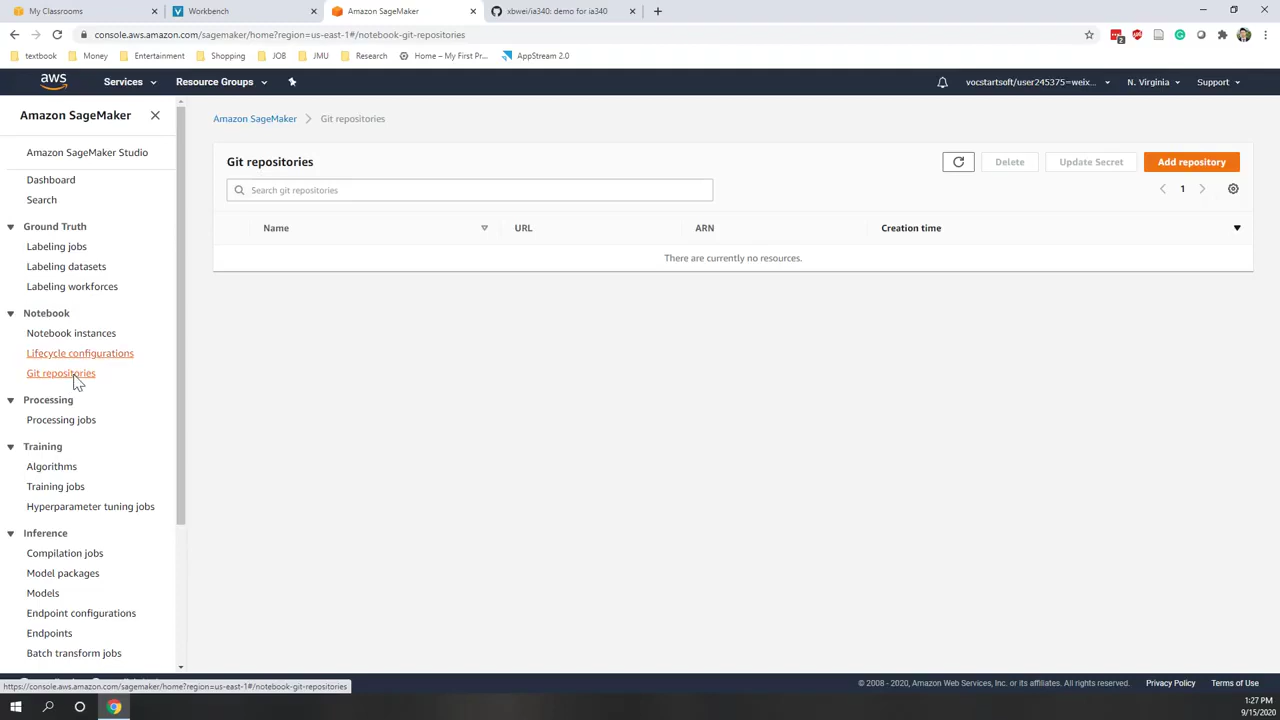 My Classrooms
Workbench
Amazon SageMaker
xbwei/ia340: demo for ia340
console.aws.amazon.com/sagemaker/home?region=us-east-1#/notebook-git-repositories
2
textbook
Money
Entertainment
Shopping
JOB
JMU
Research
Home – My First Pr...
AppStream 2.0
aws
Services
Resource Groups
vocstartsoft/user245375=weix...
N. Virginia
Support
Amazon SageMaker
Amazon SageMaker Studio
Dashboard
Search
Ground Truth
Labeling jobs
Labeling datasets
Labeling workforces
Notebook
Notebook instances
Lifecycle configurations
Git repositories
Processing
Processing jobs
Training
Algorithms
Training jobs
Hyperparameter tuning jobs
Inference
Compilation jobs
Model packages
Models
Endpoint configurations
Endpoints
Batch transform jobs
Amazon SageMaker
Git repositories
Git repositories
Delete
Update Secret
Add repository
Search git repositories
1
Name
URL
ARN
Creation time
There are currently no resources.
https://console.aws.amazon.com/sagemaker/home?region=us-east-1#/notebook-git-repositories
© 2008 - 2020, Amazon Web Services, Inc. or its affiliates. All rights reserved.
Privacy Policy
Terms of Use
1:27 PM
9/15/2020